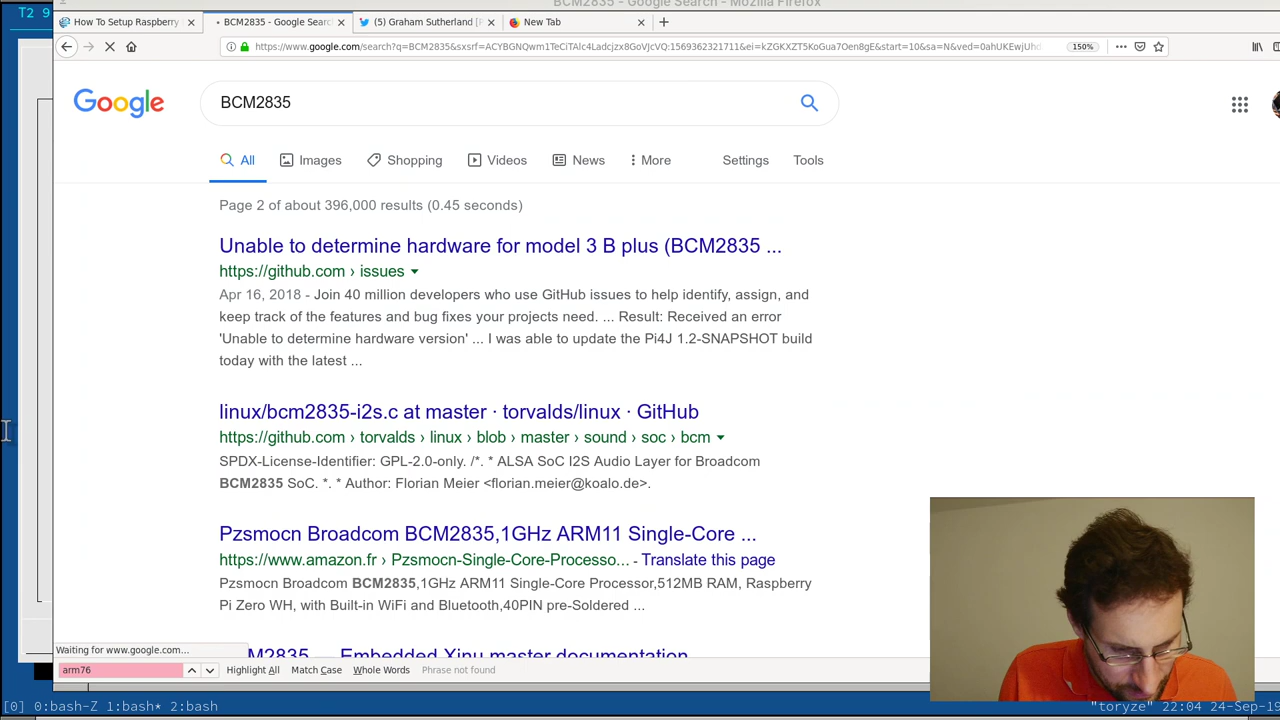 T2 9
BCM2835 - Google Search - Mozilla Firefox
How To Setup Raspberry
BCM2835 - Google Sear
(5) Graham Sutherland [
New Tab
https://www.google.com/search?q=BCM2835&sxsrf=ACYBGNQwm1TeCiTAlc4Ladcjzx8GoVJcVQ:1569362321711&ei=kZGKXZT5KoGua7Oen8gE&start=10&sa=N&ved=0ahUKEwjUhd
150%
Google
BCM2835
All
Images
Shopping
Videos
News
More
Settings
Tools
Page 2 of about 396,000 results (0.45 seconds)
Unable to determine hardware for model 3 B plus (BCM2835 ...
https://github.com › issues
Apr 16, 2018 - Join 40 million developers who use GitHub issues to help identify, assign, and
keep track of the features and bug fixes your projects need. ... Result: Received an error
'Unable to determine hardware version' ... I was able to update the Pi4J 1.2-SNAPSHOT build
today with the latest ...
linux/bcm2835-i2s.c at master · torvalds/linux · GitHub
https://github.com › torvalds › linux › blob › master › sound › soc › bcm
SPDX-License-Identifier: GPL-2.0-only. /*. * ALSA SoC I2S Audio Layer for Broadcom
BCM2835 SoC. *. * Author: Florian Meier <florian.meier@koalo.de>.
Pzsmocn Broadcom BCM2835,1GHz ARM11 Single-Core ...
https://www.amazon.fr › Pzsmocn-Single-Core-Processo... - Translate this page
Pzsmocn Broadcom BCM2835,1GHz ARM11 Single-Core Processor,512MB RAM, Raspberry
Pi Zero WH, with Built-in WiFi and Bluetooth,40PIN pre-Soldered ...
M2835 — Embedded Xinu master documentation
Waiting for www.google.com...
arm76
Highlight All
Match Case
Whole Words
Phrase not found
[0] 0:bash-Z 1:bash* 2:bash
"toryze" 22:04 24-Sep-19